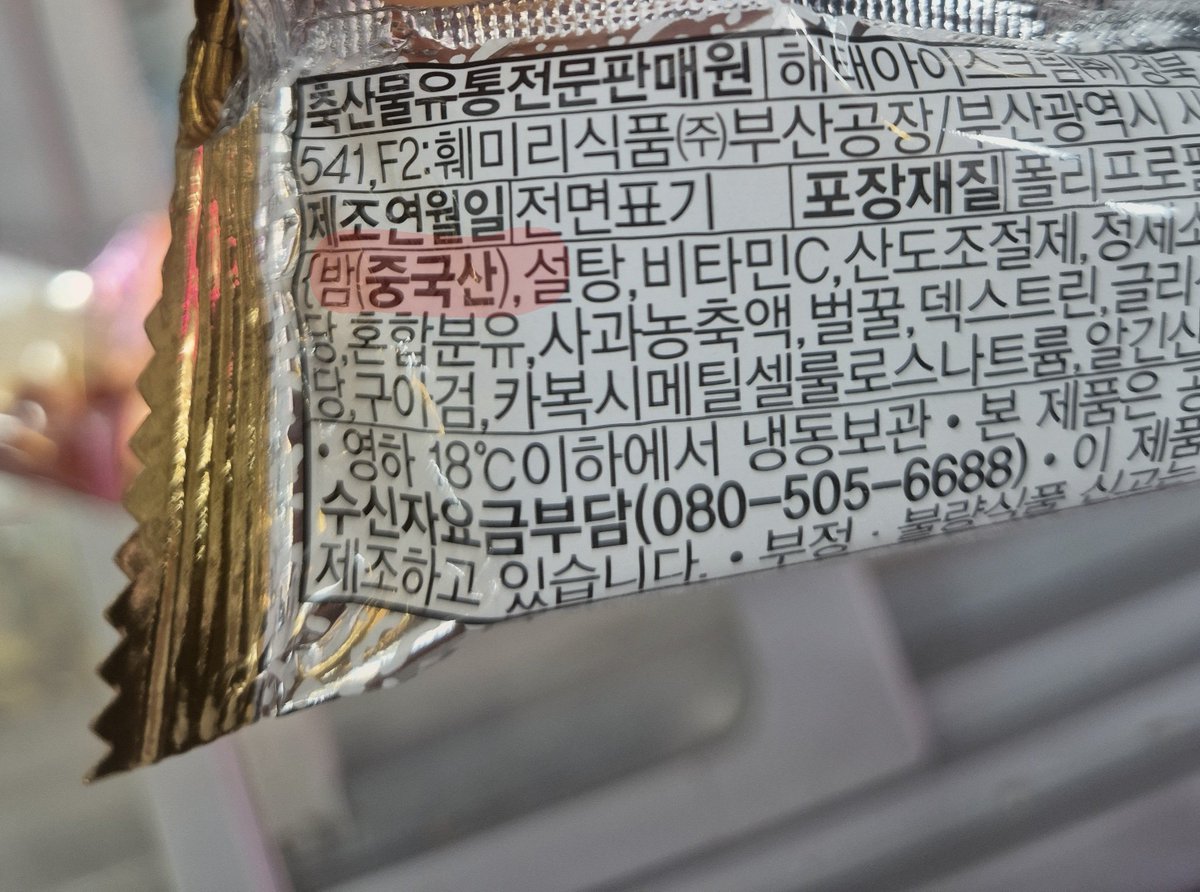 축산물유통전문판매원 해태아이스크림(주)/경북
541,F2:훼미리식품(주)부산공장/부산광역시
제조연월일 전면표기 포장재질 폴리프로필
{밤(중국산),설탕,비타민C,산도조절제,정제소
당,혼합분유,사과농축액,벌꿀,덱스트린,글리
당,구아검,카복시메틸셀룰로스나트륨,알긴산
• 영하 18℃이하에서 냉동보관 • 본 제품은
수신자요금부담(080-505-6688) • 이 제품
제조하고 있습니다. • 부정 · 불량식품 신고는